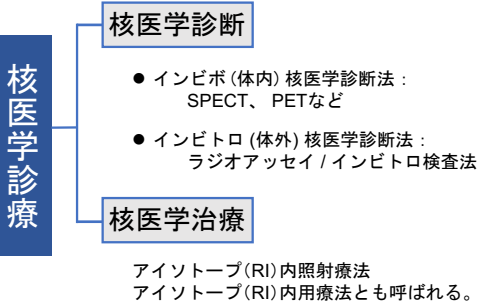 核医学診療
核医学診断
● インビボ(体内) 核医学診断法：
SPECT、 PETなど
● インビトロ (体外) 核医学診断法：
ラジオアッセイ / インビトロ検査法
核医学治療
アイソトープ(RI)内照射療法
アイソトープ(RI)内用療法とも呼ばれる。